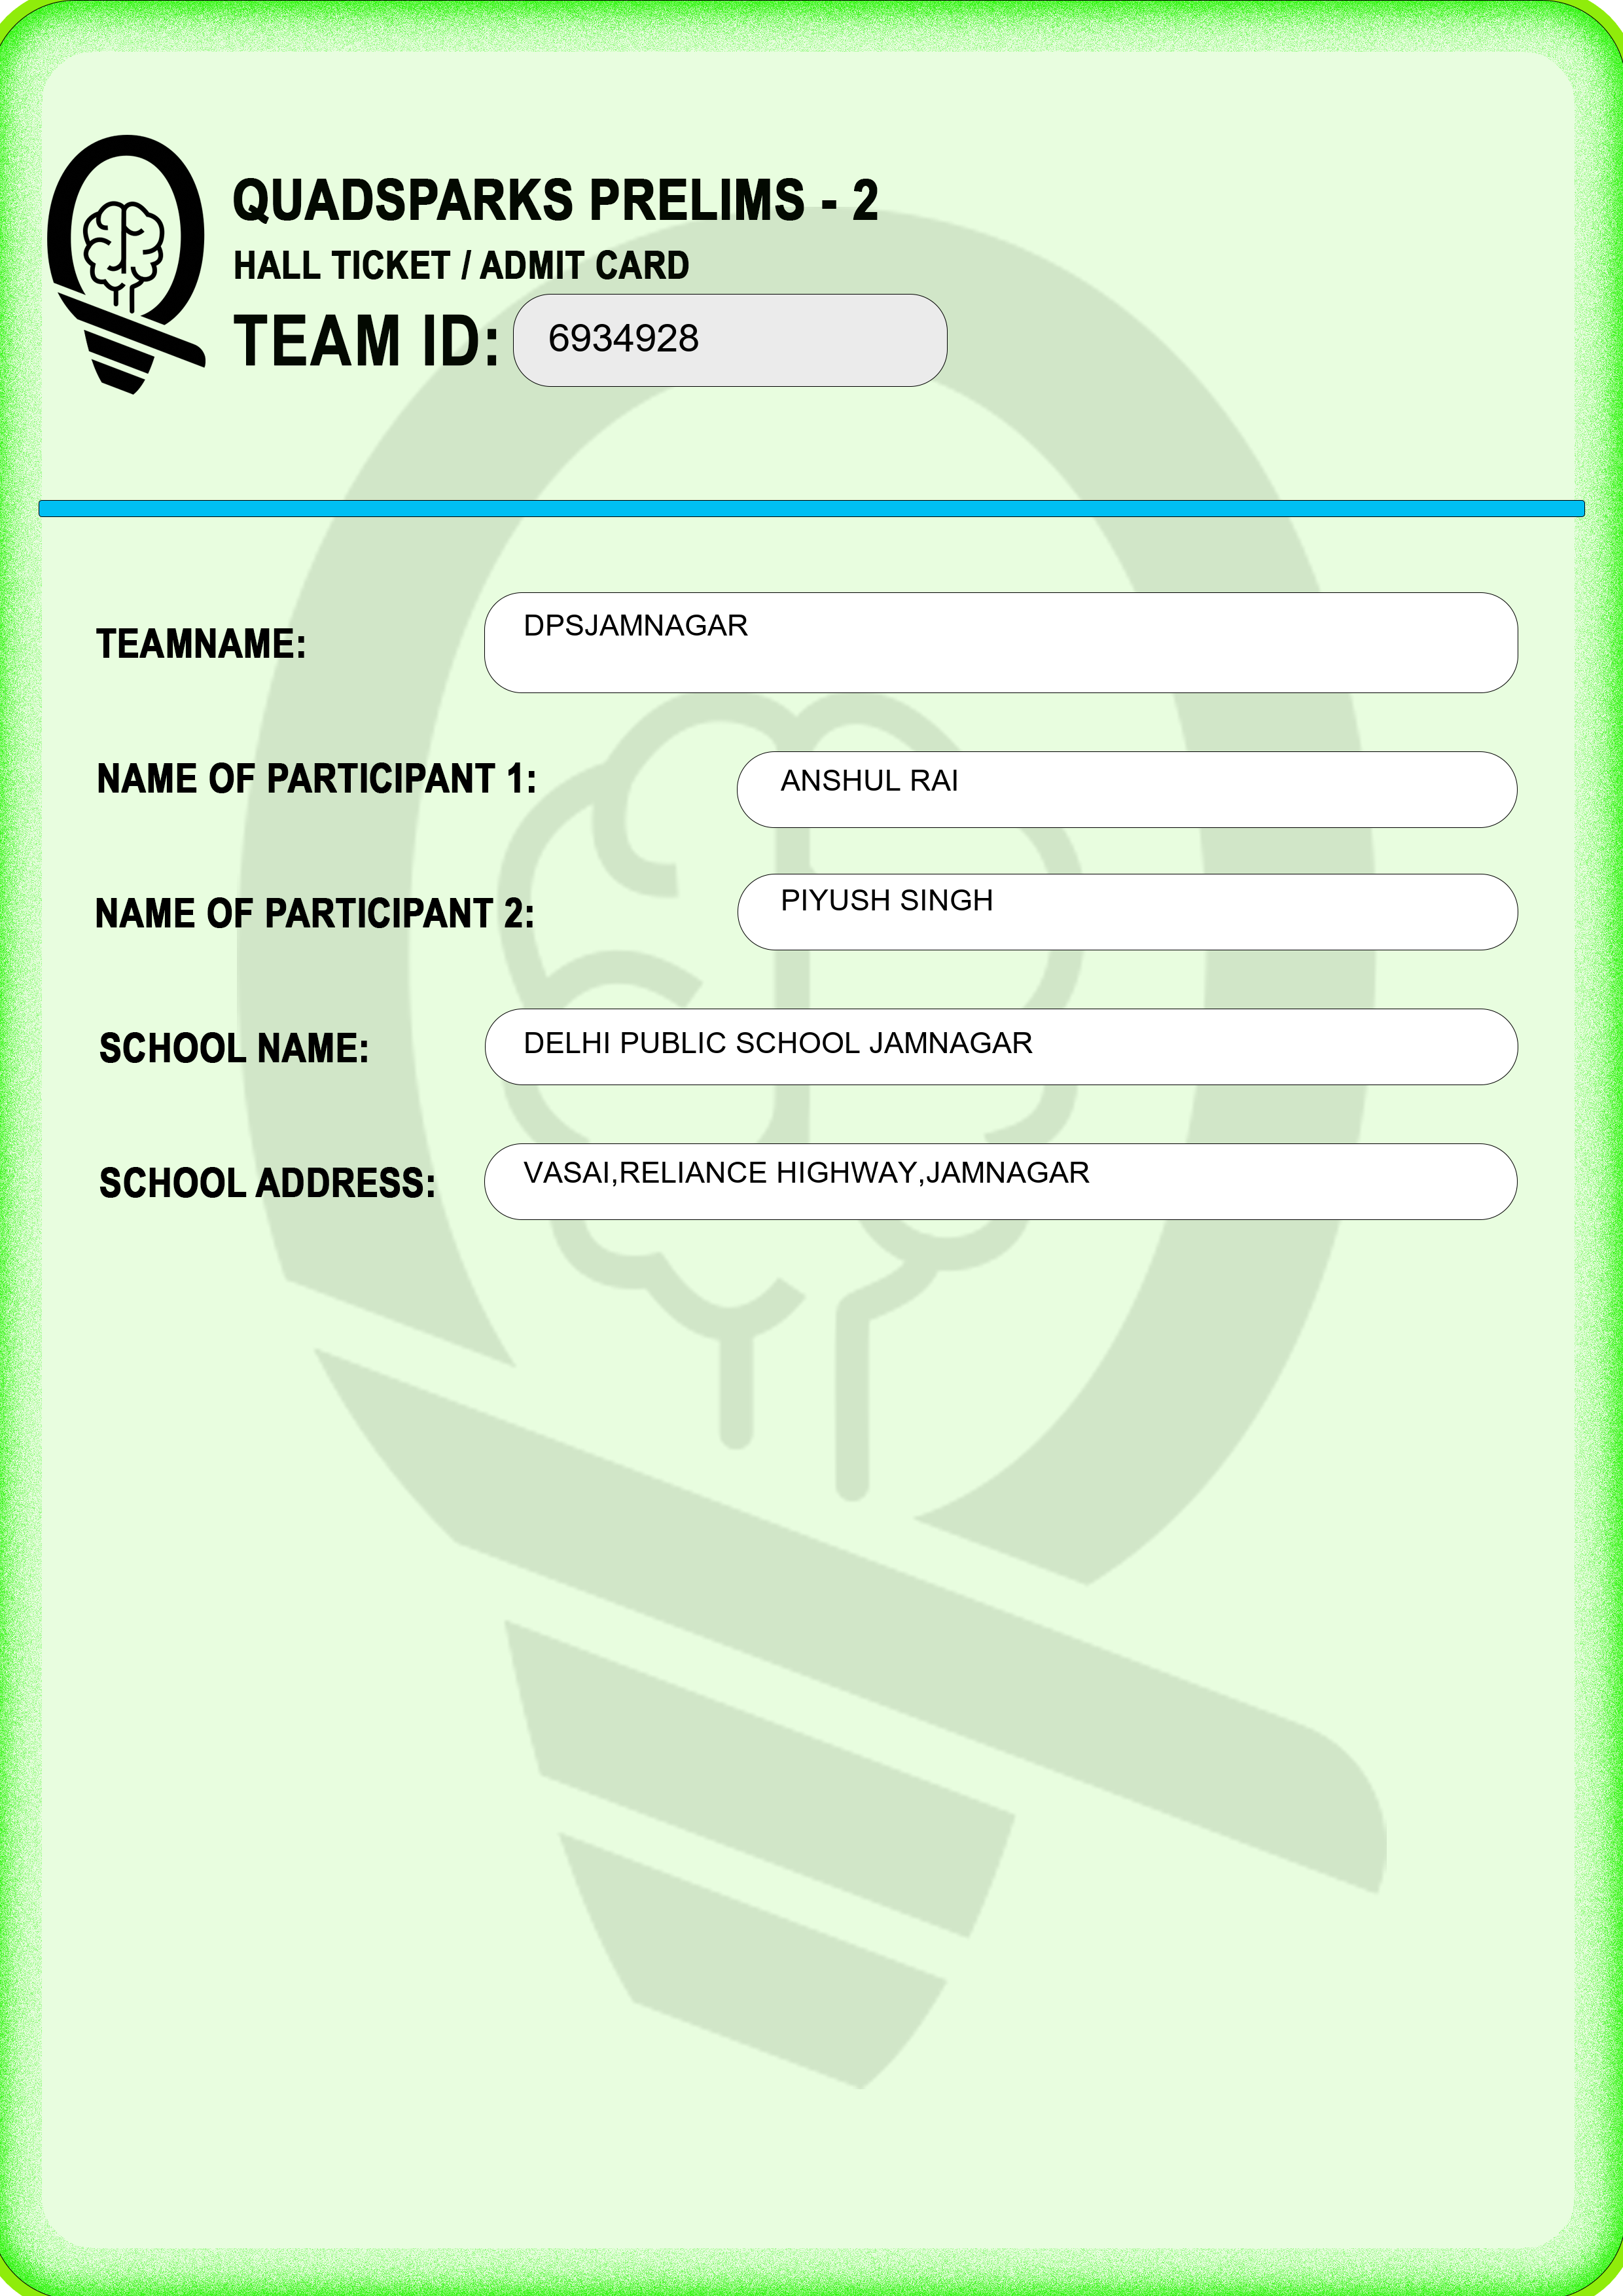 QUADSPARKS PRELIMS - 2
HALL TICKET / ADMIT CARD
TEAM ID: 6934928
TEAMNAME: DPSJAMNAGAR
NAME OF PARTICIPANT 1: ANSHUL RAI
NAME OF PARTICIPANT 2: PIYUSH SINGH
SCHOOL NAME: DELHI PUBLIC SCHOOL JAMNAGAR
SCHOOL ADDRESS: VASAI,RELIANCE HIGHWAY,JAMNAGAR